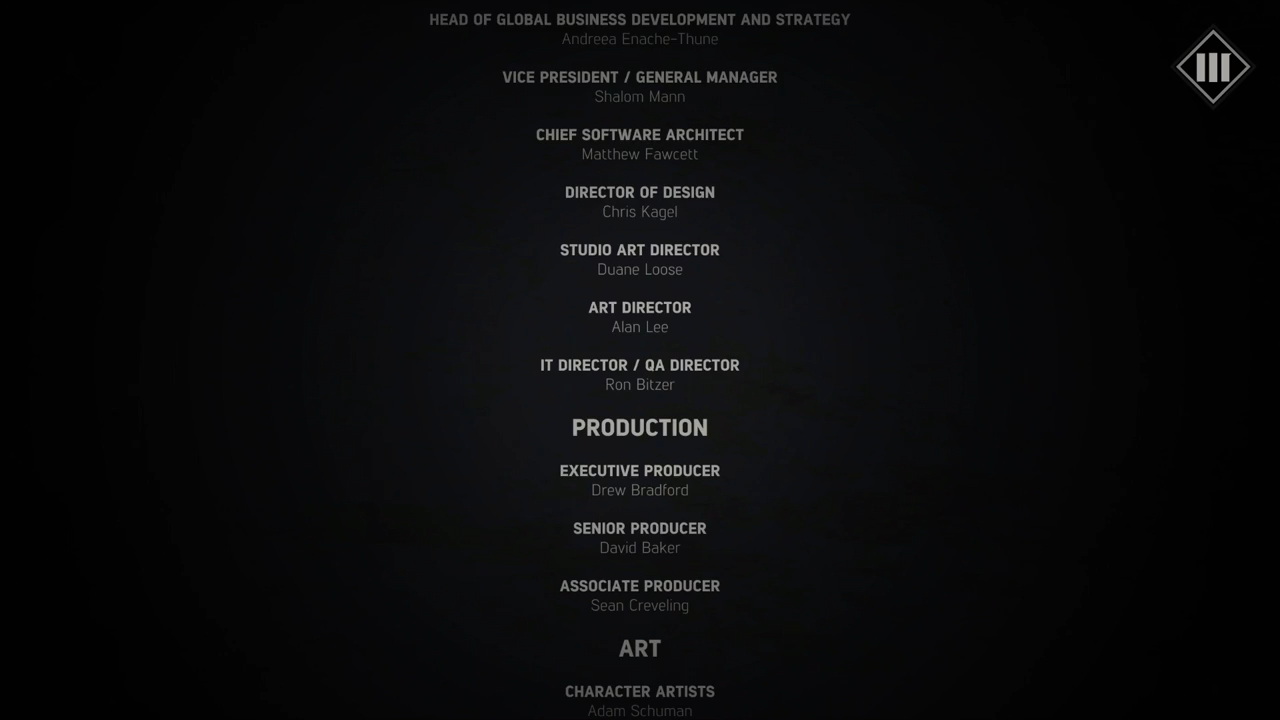 HEAD OF GLOBAL BUSINESS DEVELOPMENT AND STRATEGY
Andreea Enache-Thune
VICE PRESIDENT / GENERAL MANAGER
Shalom Mann
CHIEF SOFTWARE ARCHITECT
Matthew Fawcett
DIRECTOR OF DESIGN
Chris Kagel
STUDIO ART DIRECTOR
Duane Loose
ART DIRECTOR
Alan Lee
IT DIRECTOR / QA DIRECTOR
Ron Bitzer
PRODUCTION
EXECUTIVE PRODUCER
Drew Bradford
SENIOR PRODUCER
David Baker
ASSOCIATE PRODUCER
Sean Creveling
ART
CHARACTER ARTISTS
Adam Schuman